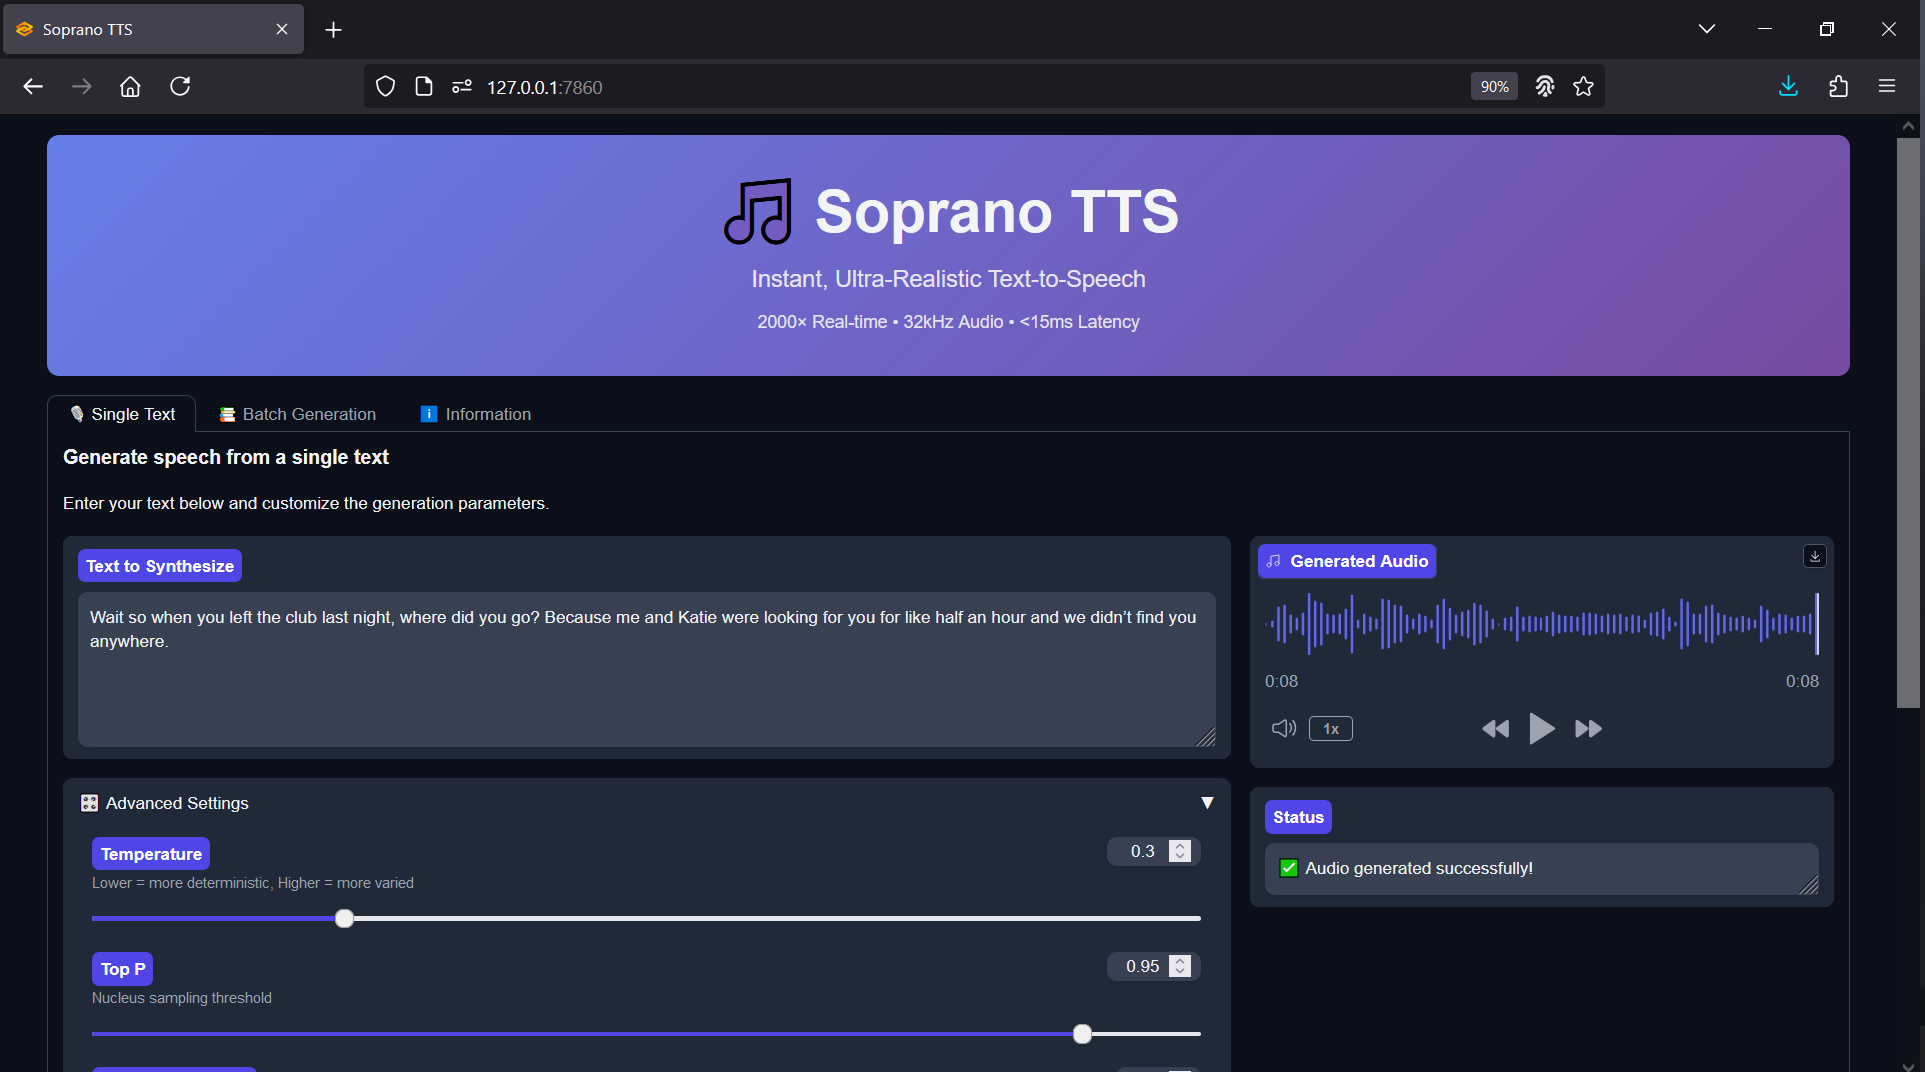 Soprano TTS
127.0.0.1:7860
90%
Soprano TTS
Instant, Ultra-Realistic Text-to-Speech
2000× Real-time • 32kHz Audio • <15ms Latency
Single Text
Batch Generation
Information
Generate speech from a single text
Enter your text below and customize the generation parameters.
Text to Synthesize
Wait so when you left the club last night, where did you go? Because me and Katie were looking for you for like half an hour and we didn’t find you
anywhere.
Generated Audio
0:08
0:08
1x
Advanced Settings
Temperature
0.3
Lower = more deterministic, Higher = more varied
Top P
0.95
Nucleus sampling threshold
Status
Audio generated successfully!